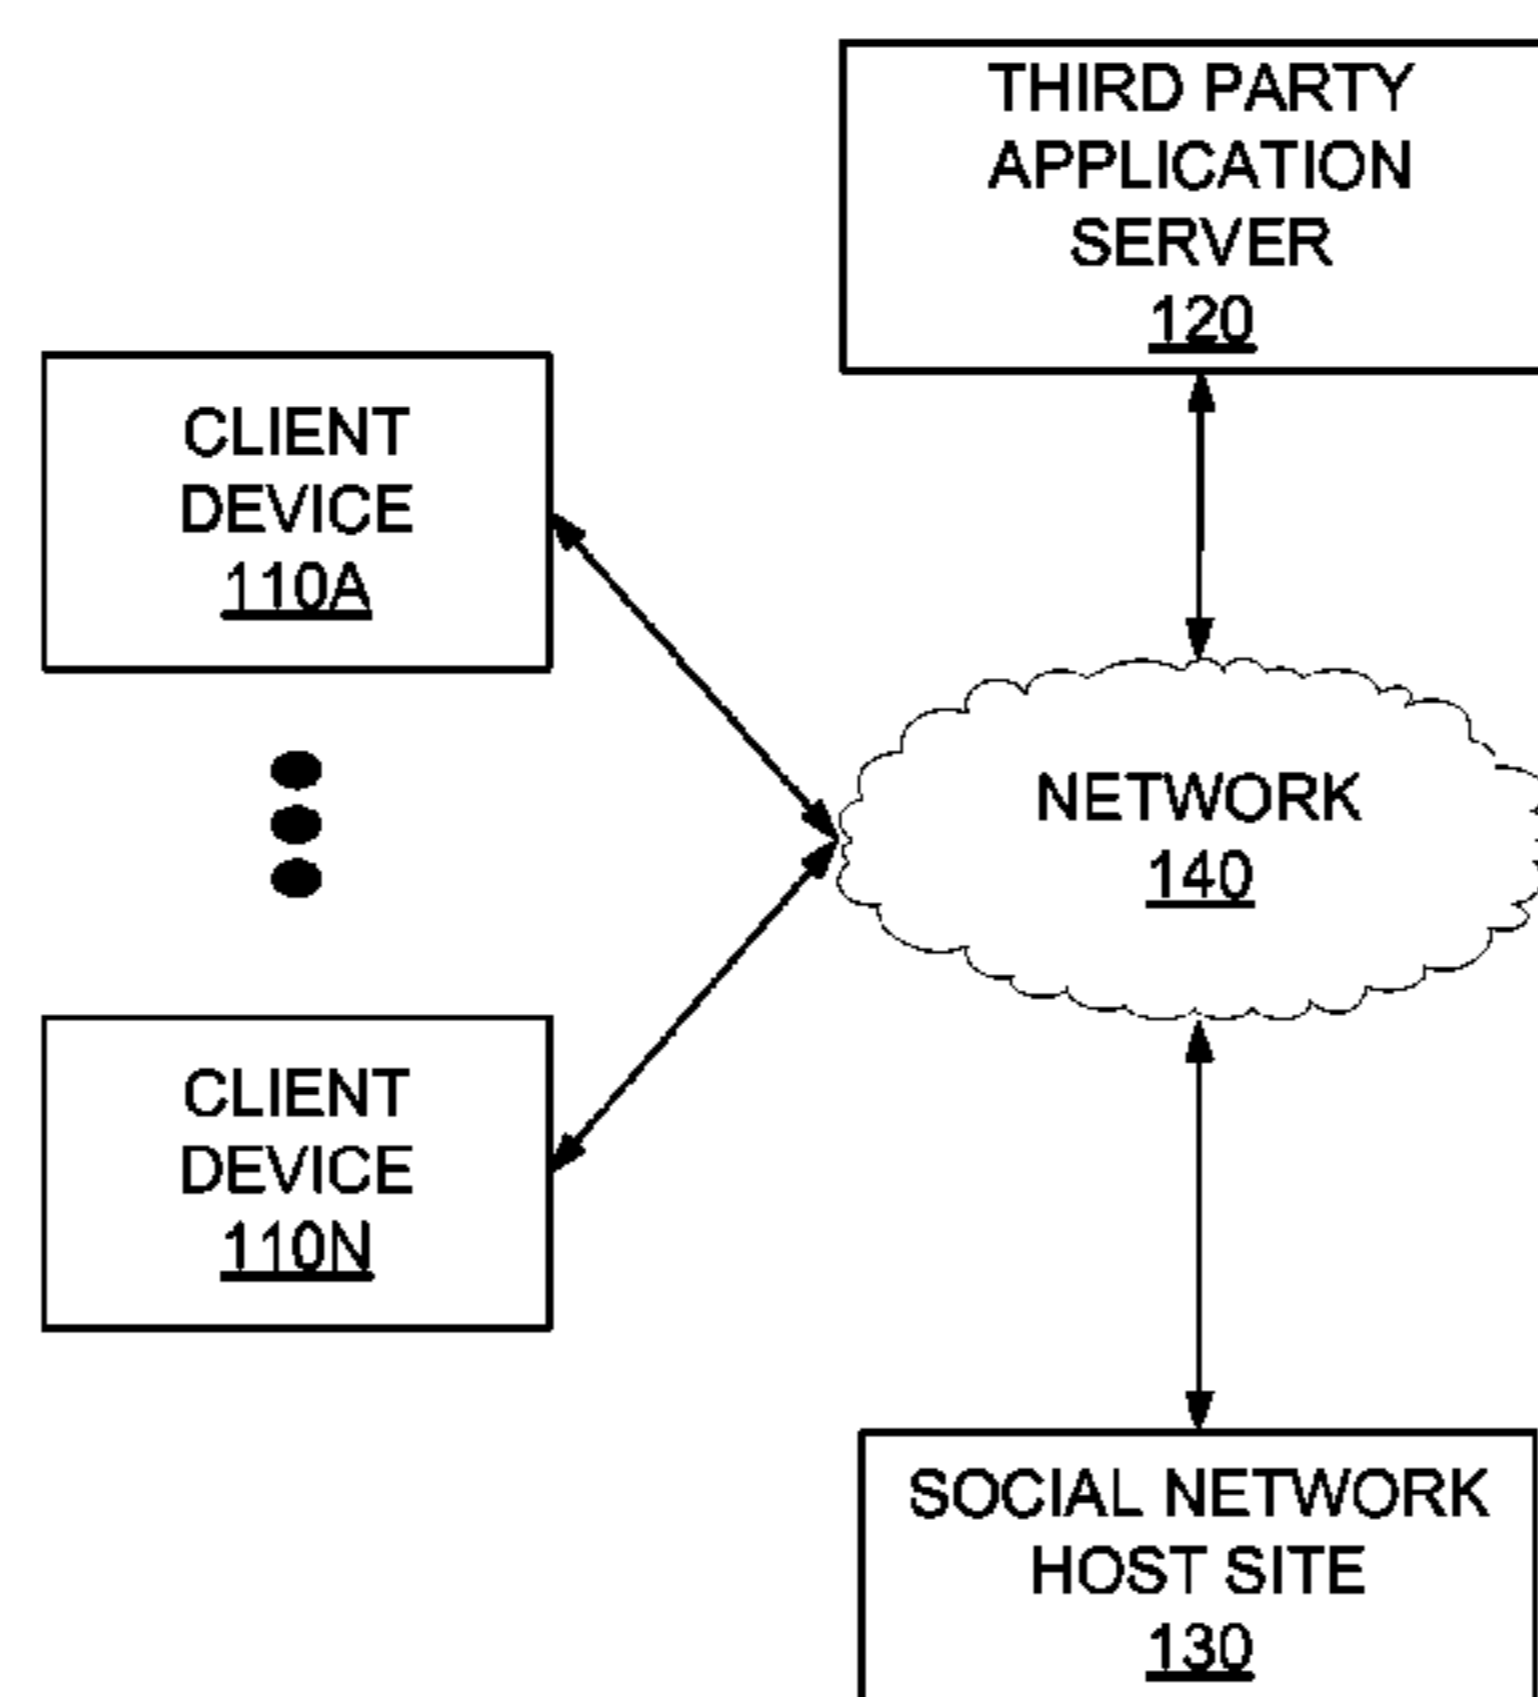 THIRD PARTY
APPLICATION
SERVER
120
CLIENT
DEVICE
110A
NETWORK
140
CLIENT
DEVICE
110N
SOCIAL NETWORK
HOST SITE
130